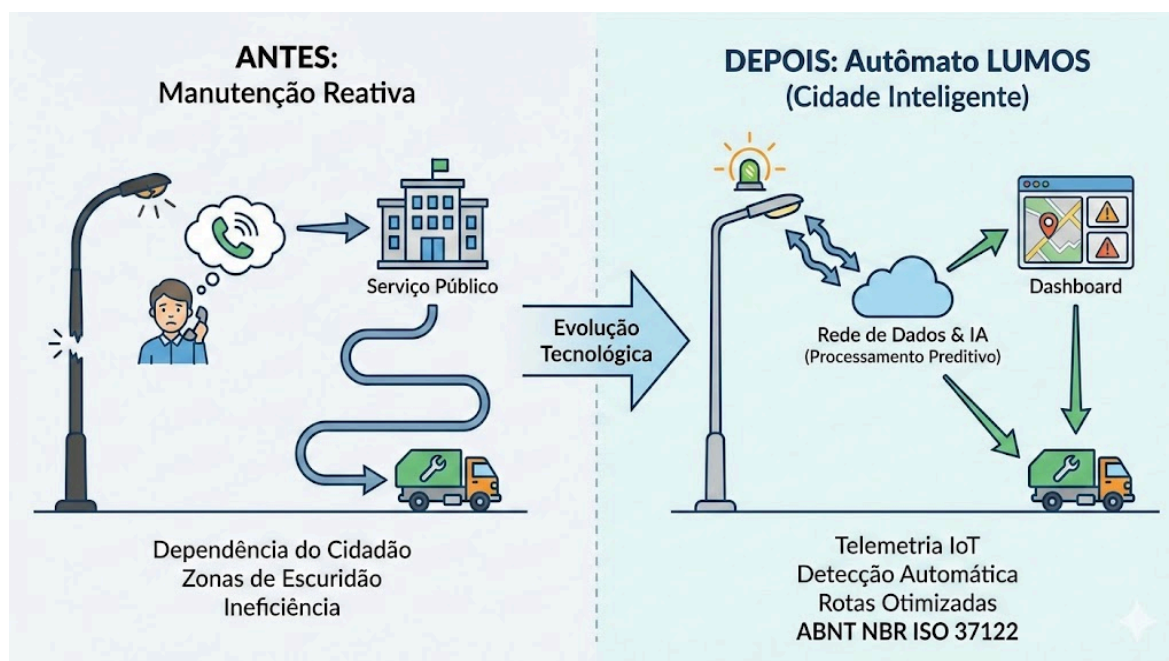 ANTES:
Manutenção Reativa
Serviço Público
Dependência do Cidadão
Zonas de Escuridão
Ineficiência
Evolução
Tecnológica
DEPOIS: Autômato LUMOS
(Cidade Inteligente)
Rede de Dados & IA
(Processamento Preditivo)
Dashboard
Telemetria IoT
Detecção Automática
Rotas Otimizadas
ABNT NBR ISO 37122